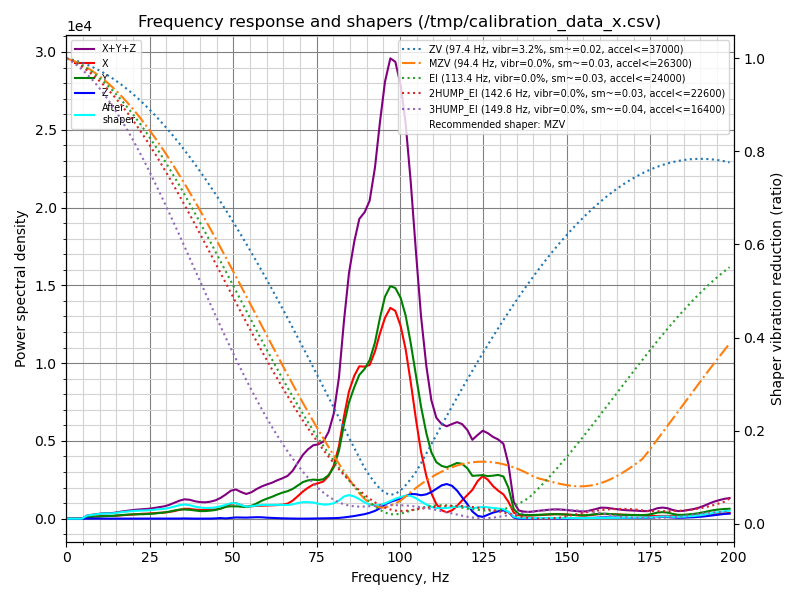 Frequency response and shapers (/tmp/calibration_data_x.csv)
1e4
X+Y+Z
X
Y
Z
After
shaper
ZV (97.4 Hz, vibr=3.2%, sm~=0.02, accel<=37000)
MZV (94.4 Hz, vibr=0.0%, sm~=0.03, accel<=26300)
EI (113.4 Hz, vibr=0.0%, sm~=0.03, accel<=24000)
2HUMP_EI (142.6 Hz, vibr=0.0%, sm~=0.03, accel<=22600)
3HUMP_EI (149.8 Hz, vibr=0.0%, sm~=0.04, accel<=16400)
Recommended shaper: MZV
Power spectral density
3.0
2.5
2.0
1.5
1.0
0.5
0.0
1.0
0.8
0.6
0.4
0.2
0.0
Shaper vibration reduction (ratio)
0 25 50 75 100 125 150 175 200
Frequency, Hz